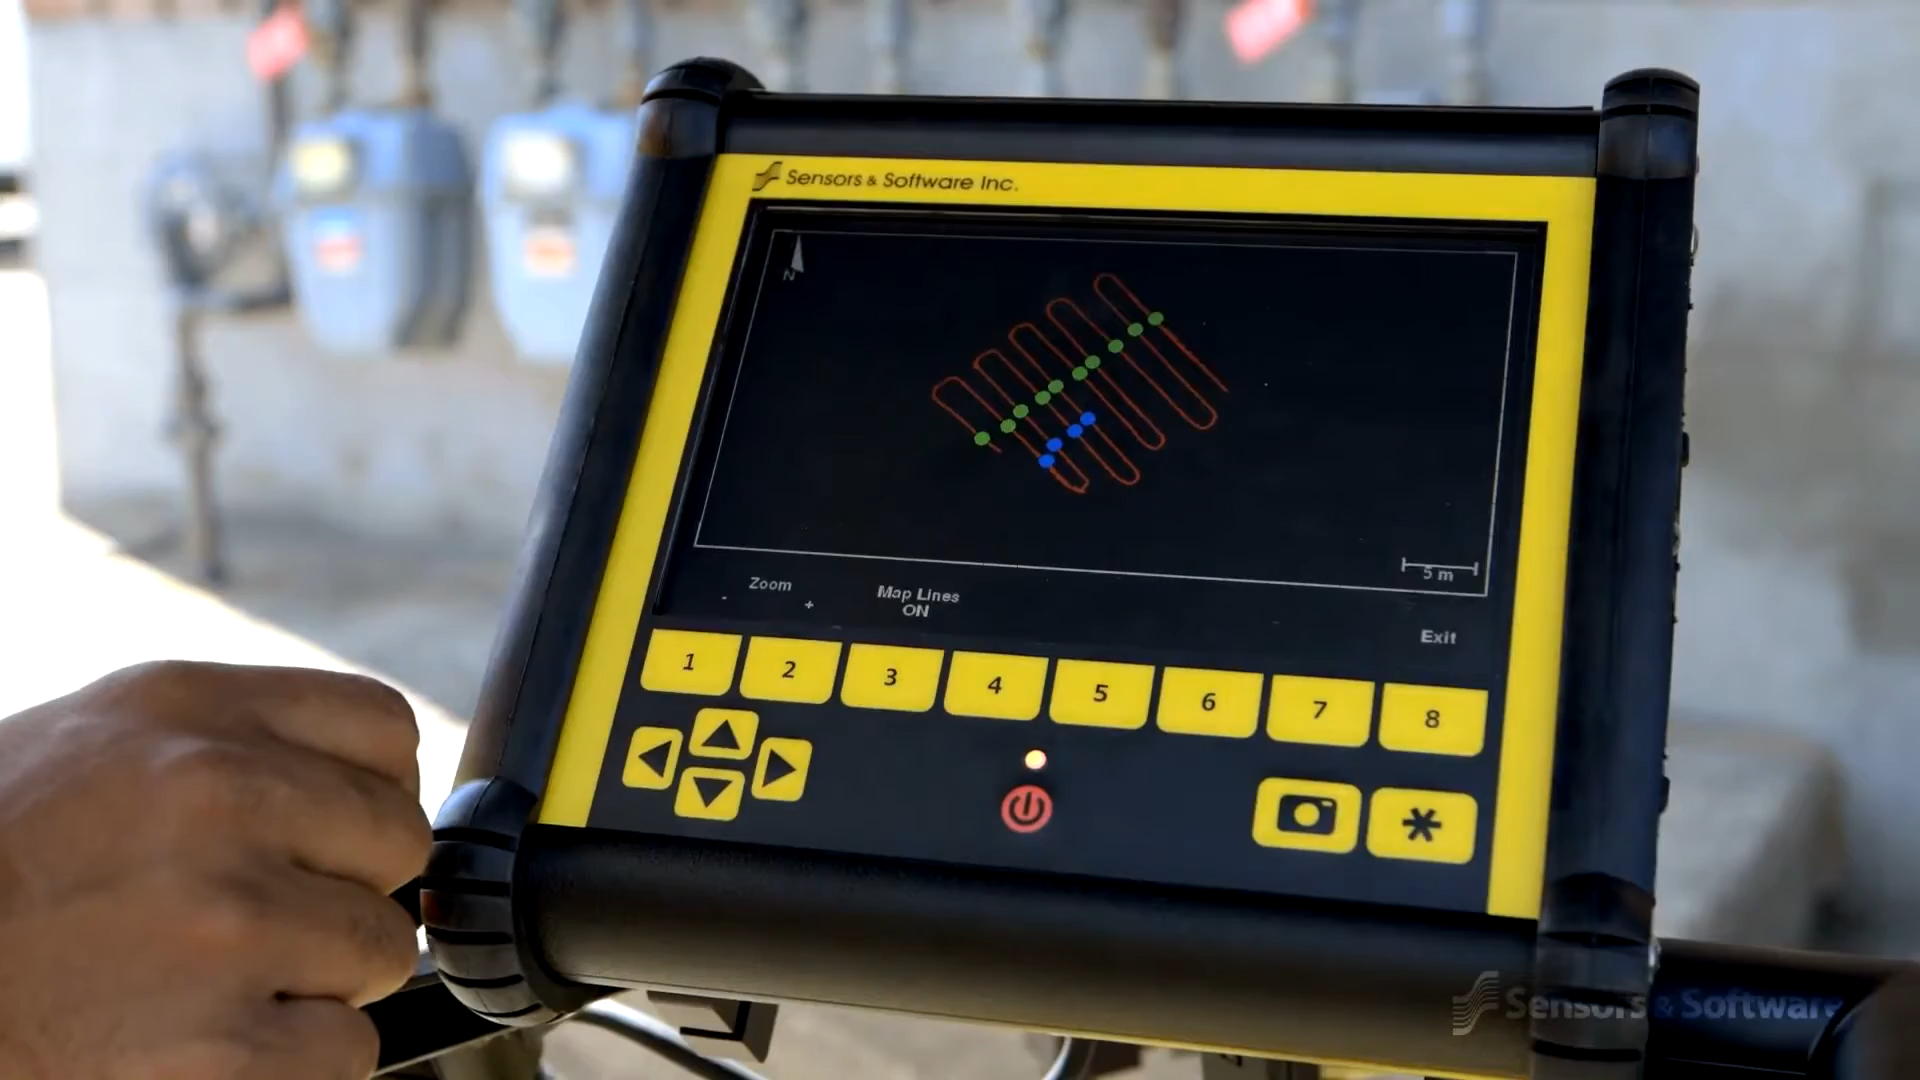 Sensors & Software Inc.
N
5 m
Zoom
- +
Map Lines
ON
Exit
1 2 3 4 5 6 7 8
*
Sensors & Software